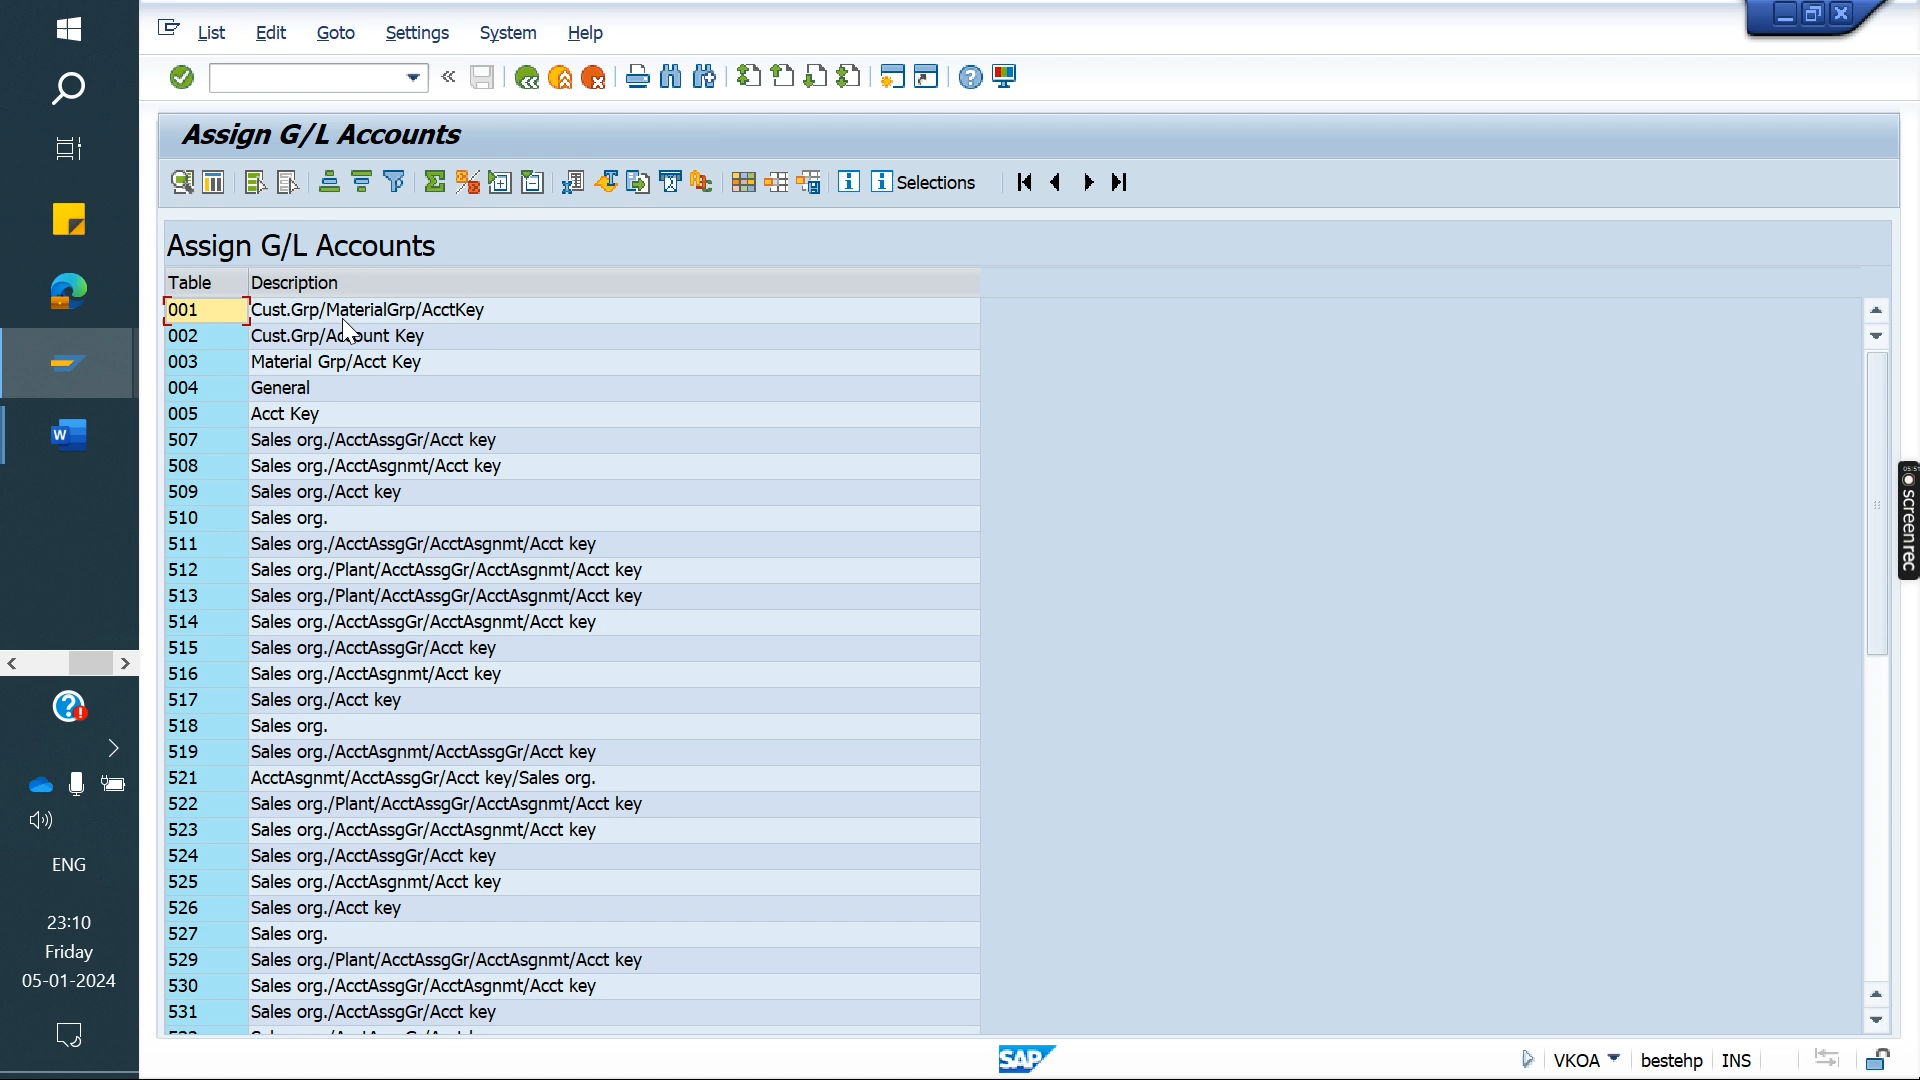 List Edit Goto Settings System Help
Assign G/L Accounts
Selections
Assign G/L Accounts
Table Description
001 Cust.Grp/MaterialGrp/AcctKey
002 Cust.Grp/Account Key
003 Material Grp/Acct Key
004 General
005 Acct Key
507 Sales org./AcctAssgGr/Acct key
508 Sales org./AcctAsgnmt/Acct key
509 Sales org./Acct key
510 Sales org.
511 Sales org./AcctAssgGr/AcctAsgnmt/Acct key
512 Sales org./Plant/AcctAssgGr/AcctAsgnmt/Acct key
513 Sales org./Plant/AcctAssgGr/AcctAsgnmt/Acct key
514 Sales org./AcctAssgGr/AcctAsgnmt/Acct key
515 Sales org./AcctAssgGr/Acct key
516 Sales org./AcctAsgnmt/Acct key
517 Sales org./Acct key
518 Sales org.
519 Sales org./AcctAsgnmt/AcctAssgGr/Acct key
521 AcctAsgnmt/AcctAssgGr/Acct key/Sales org.
522 Sales org./Plant/AcctAssgGr/AcctAsgnmt/Acct key
523 Sales org./AcctAssgGr/AcctAsgnmt/Acct key
524 Sales org./AcctAssgGr/Acct key
525 Sales org./AcctAsgnmt/Acct key
526 Sales org./Acct key
527 Sales org.
529 Sales org./Plant/AcctAssgGr/AcctAsgnmt/Acct key
530 Sales org./AcctAssgGr/AcctAsgnmt/Acct key
531 Sales org./AcctAssgGr/Acct key
SAP
VKOA bestehp INS
W
ENG
23:10
Friday
05-01-2024
screenrec